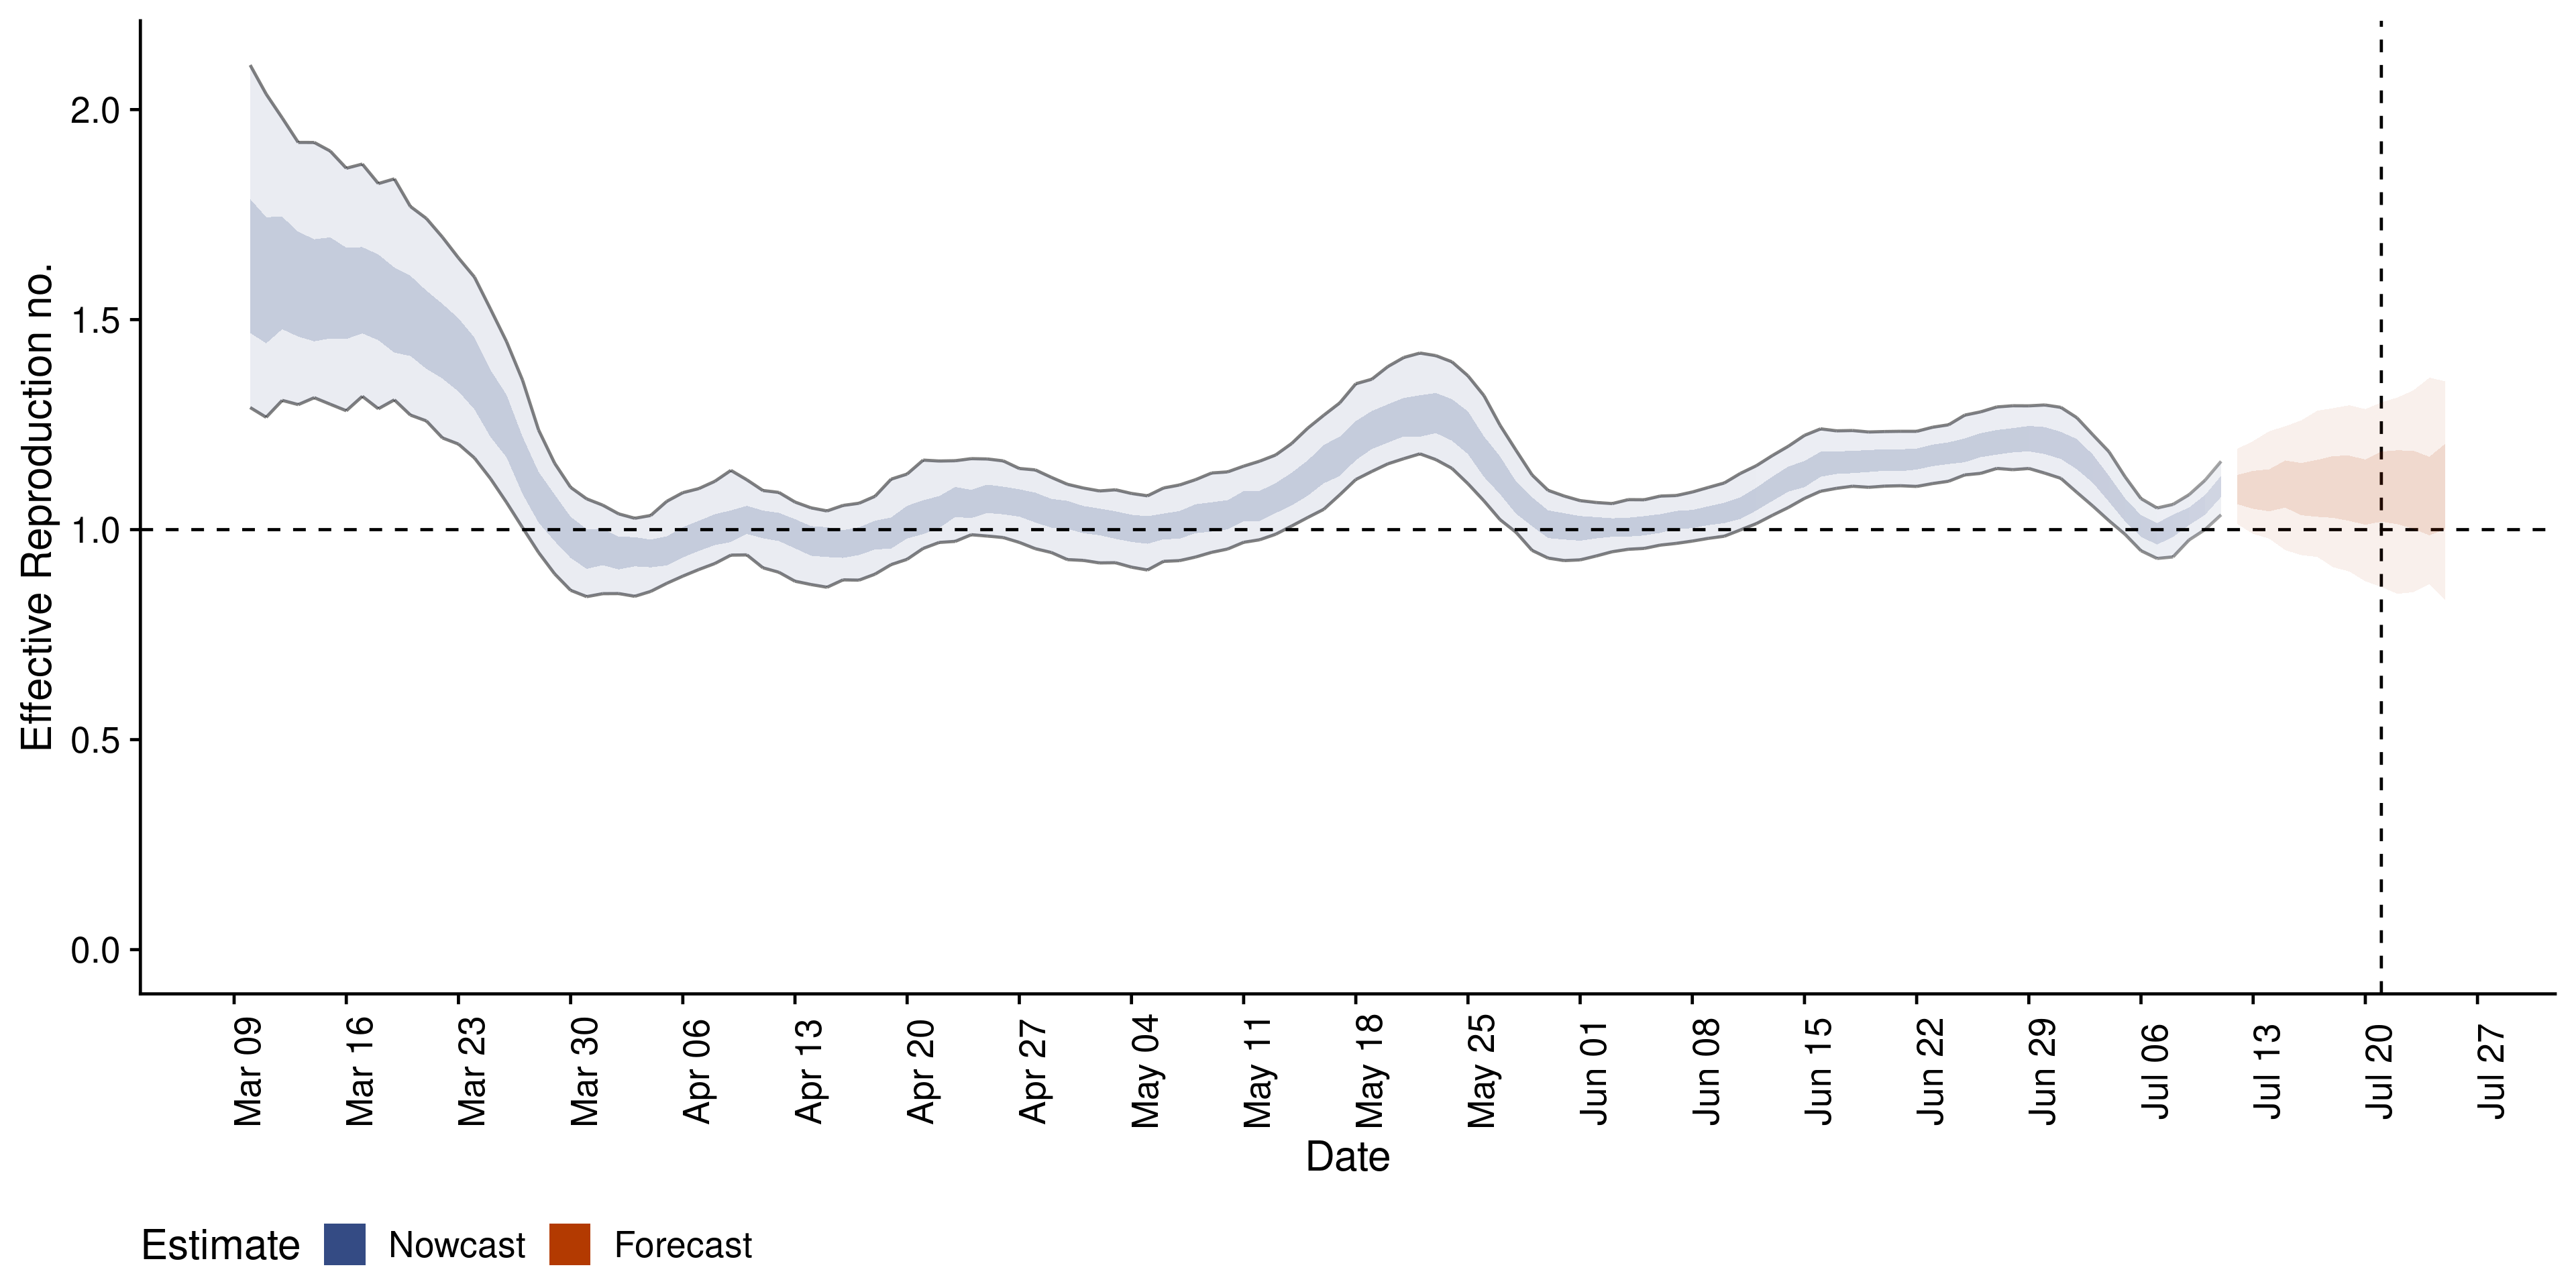 Effective Reproduction no.
2.0
1.5
1.0
0.5
0.0
Mar 09
Mar 16
Mar 23
Mar 30
Apr 06
Apr 13
Apr 20
Apr 27
May 04
May 11
May 18
May 25
Jun 01
Jun 08
Jun 15
Jun 22
Jun 29
Jul 06
Jul 13
Jul 20
Jul 27
Date
Estimate Nowcast Forecast